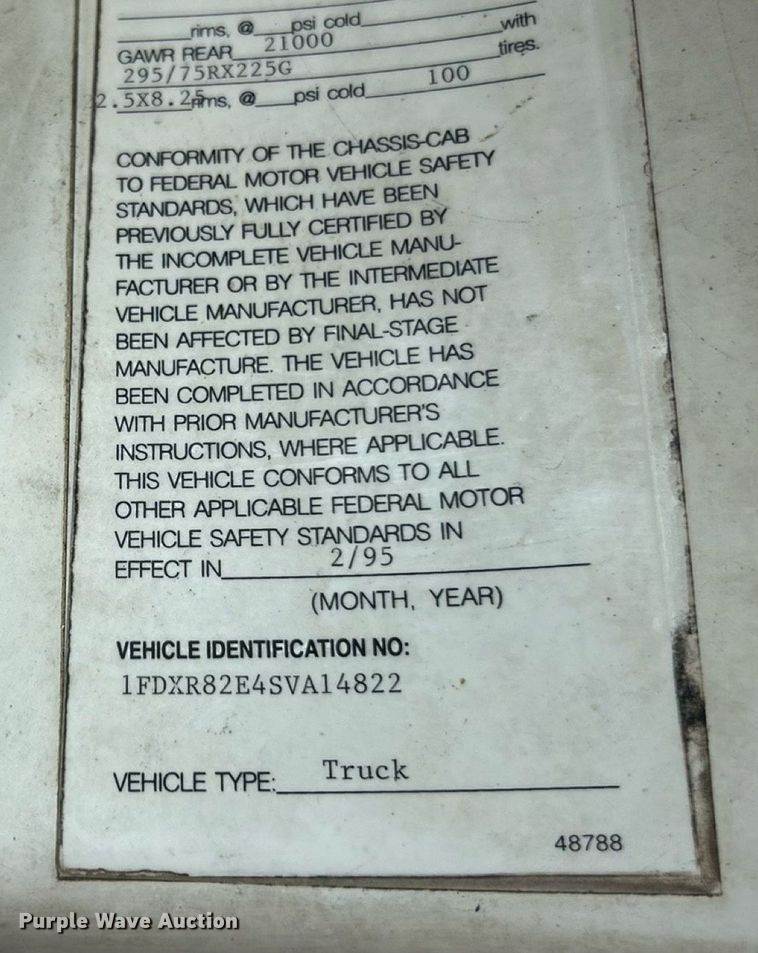 rims, @ psi cold
with
GAWR REAR 21000
tires.
295/75RX225G
2.5X8.25 rims, @ psi cold 100
CONFORMITY OF THE CHASSIS-CAB
TO FEDERAL MOTOR VEHICLE SAFETY
STANDARDS, WHICH HAVE BEEN
PREVIOUSLY FULLY CERTIFIED BY
THE INCOMPLETE VEHICLE MANU-
FACTURER OR BY THE INTERMEDIATE
VEHICLE MANUFACTURER, HAS NOT
BEEN AFFECTED BY FINAL-STAGE
MANUFACTURE. THE VEHICLE HAS
BEEN COMPLETED IN ACCORDANCE
WITH PRIOR MANUFACTURER'S
INSTRUCTIONS, WHERE APPLICABLE.
THIS VEHICLE CONFORMS TO ALL
OTHER APPLICABLE FEDERAL MOTOR
VEHICLE SAFETY STANDARDS IN
EFFECT IN 2/95
(MONTH, YEAR)
VEHICLE IDENTIFICATION NO:
1FDXR82E4SVA14822
VEHICLE TYPE: Truck
48788
Purple Wave Auction